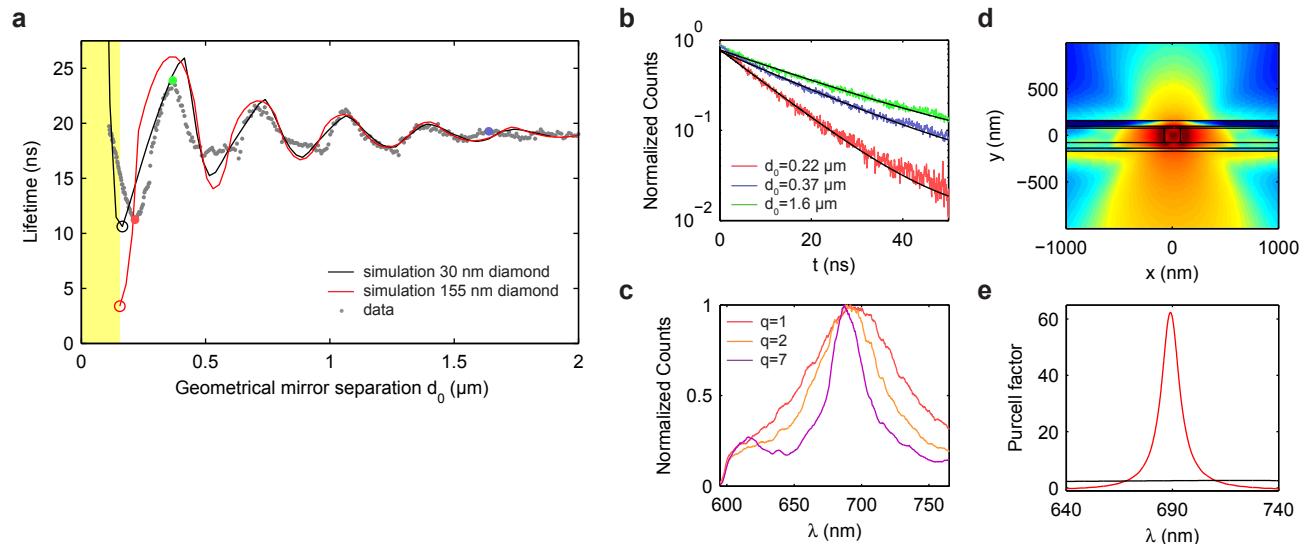 a
Lifetime (ns)
25
20
15
10
5
0
0
0.5
1
1.5
2
Geometrical mirror separation d₀ (μm)
simulation 30 nm diamond
simulation 155 nm diamond
data
b
Normalized Counts
10⁰
10⁻¹
10⁻²
0
20
40
t (ns)
d₀=0.22 μm
d₀=0.37 μm
d₀=1.6 μm
c
Normalized Counts
1
0.5
0
600
650
700
750
λ (nm)
q=1
q=2
q=7
d
y (nm)
500
0
−500
−1000
0
1000
x (nm)
e
Purcell factor
60
40
20
0
640
690
740
λ (nm)